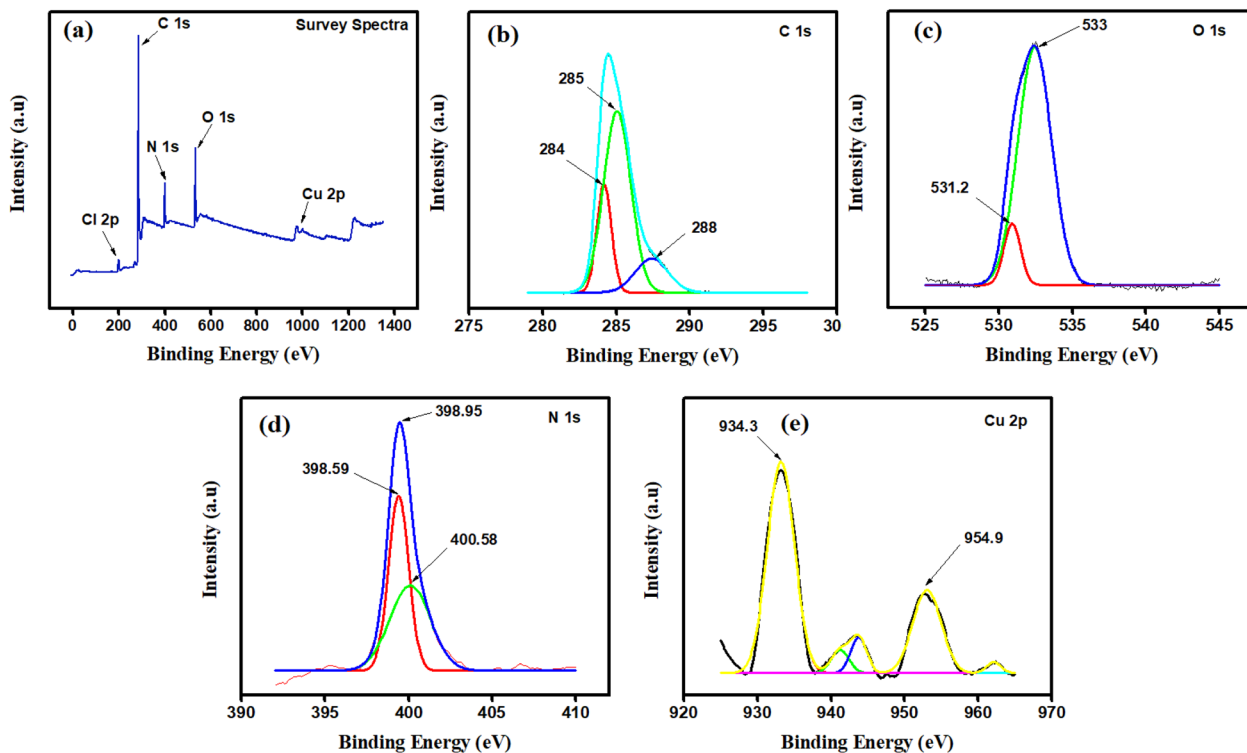 (a)
Survey Spectra
C 1s
N 1s
O 1s
Cl 2p
Cu 2p
Intensity (a.u)
0 200 400 600 800 1000 1200 1400
Binding Energy (eV)
(b)
C 1s
285
284
288
Intensity (a.u)
275 280 285 290 295 30
Binding Energy (eV)
(c)
O 1s
533
531.2
Intensity (a.u)
525 530 535 540 545
Binding Energy (eV)
(d)
N 1s
398.95
398.59
400.58
Intensity (a.u)
390 395 400 405 410
Binding Energy (eV)
(e)
Cu 2p
934.3
954.9
Intensity (a.u)
920 930 940 950 960 970
Binding Energy (eV)